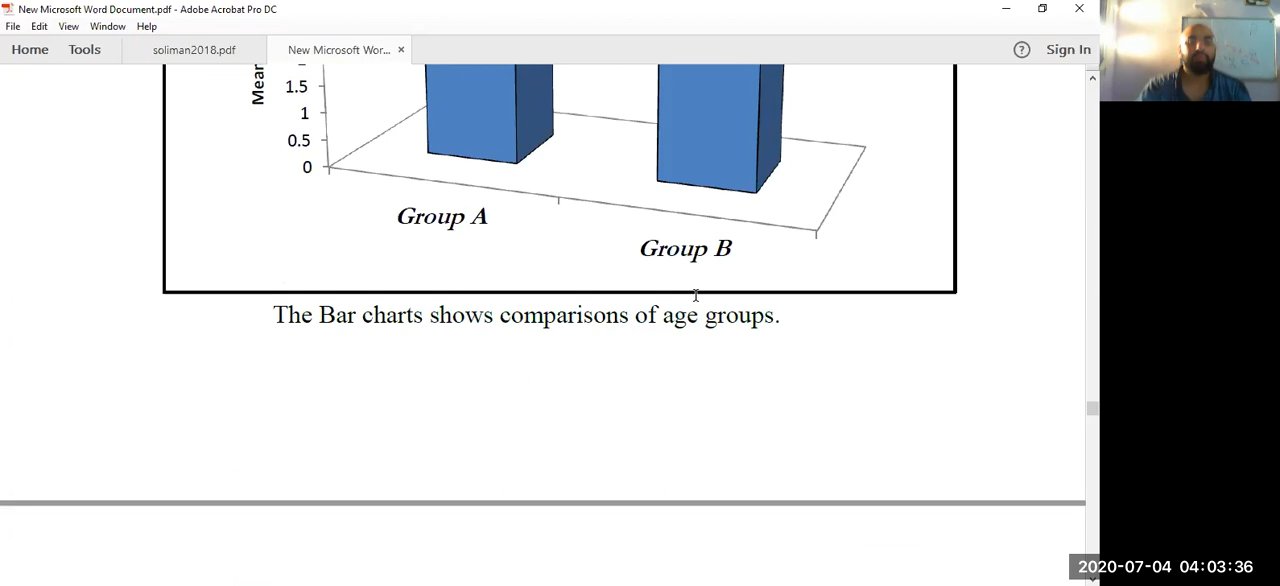 New Microsoft Word Document.pdf - Adobe Acrobat Pro DC
File Edit View Window Help
Home Tools soliman2018.pdf New Microsoft Wor... × ? Sign In
Mean
1.5
1
0.5
0
Group A
Group B
The Bar charts shows comparisons of age groups.
2020-07-04 04:03:36